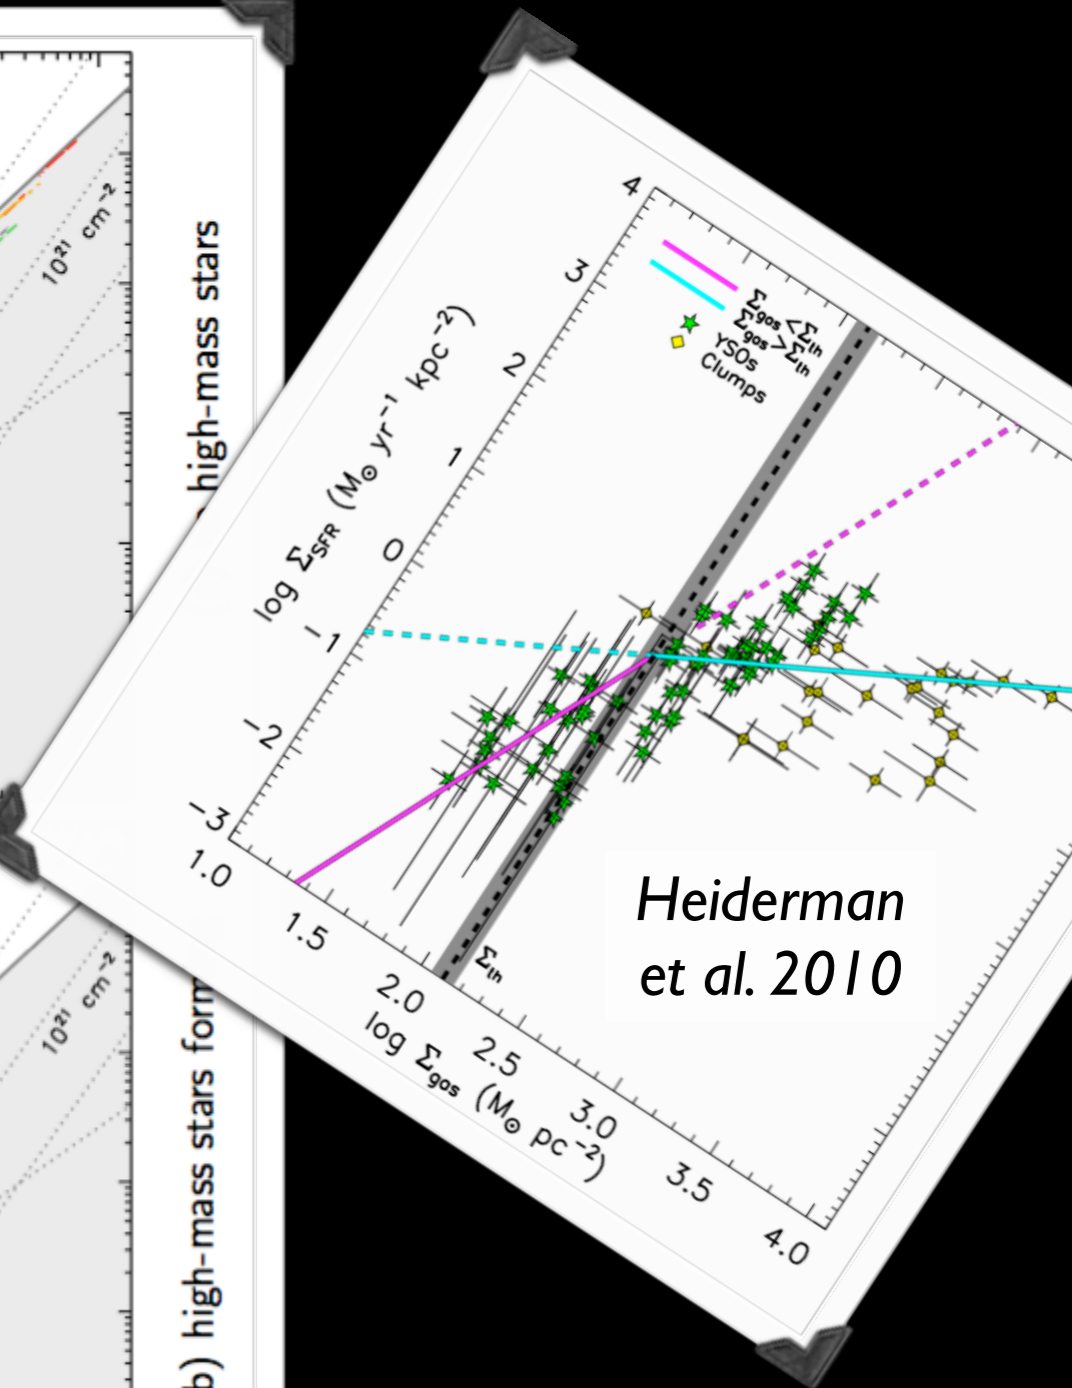 10²¹ cm⁻²
high-mass stars
10²¹ cm⁻²
b) high-mass stars form
4
3
2
1
0
−1
−2
−3
log Σ_SFR (M⊙ yr⁻¹ kpc⁻²)
Σ_gas<Σ_th
Σ_gas>Σ_th
YSOs
Clumps
Σ_th
1.0
1.5
2.0
2.5
3.0
3.5
4.0
log Σ_gas (M⊙ pc⁻²)
Heiderman
et al. 2010